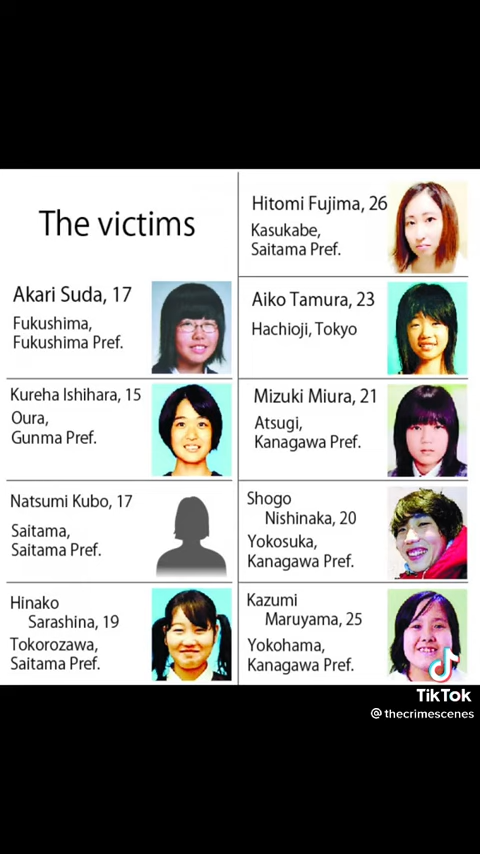 The victims
Akari Suda, 17
Fukushima,
Fukushima Pref.
Kureha Ishihara, 15
Oura,
Gunma Pref.
Natsumi Kubo, 17
Saitama,
Saitama Pref.
Hinako
Sarashina, 19
Tokorozawa,
Saitama Pref.
Hitomi Fujima, 26
Kasukabe,
Saitama Pref.
Aiko Tamura, 23
Hachioji, Tokyo
Mizuki Miura, 21
Atsugi,
Kanagawa Pref.
Shogo
Nishinaka, 20
Yokosuka,
Kanagawa Pref.
Kazumi
Maruyama, 25
Yokohama,
Kanagawa Pref.
TikTok
@thecrimescenes